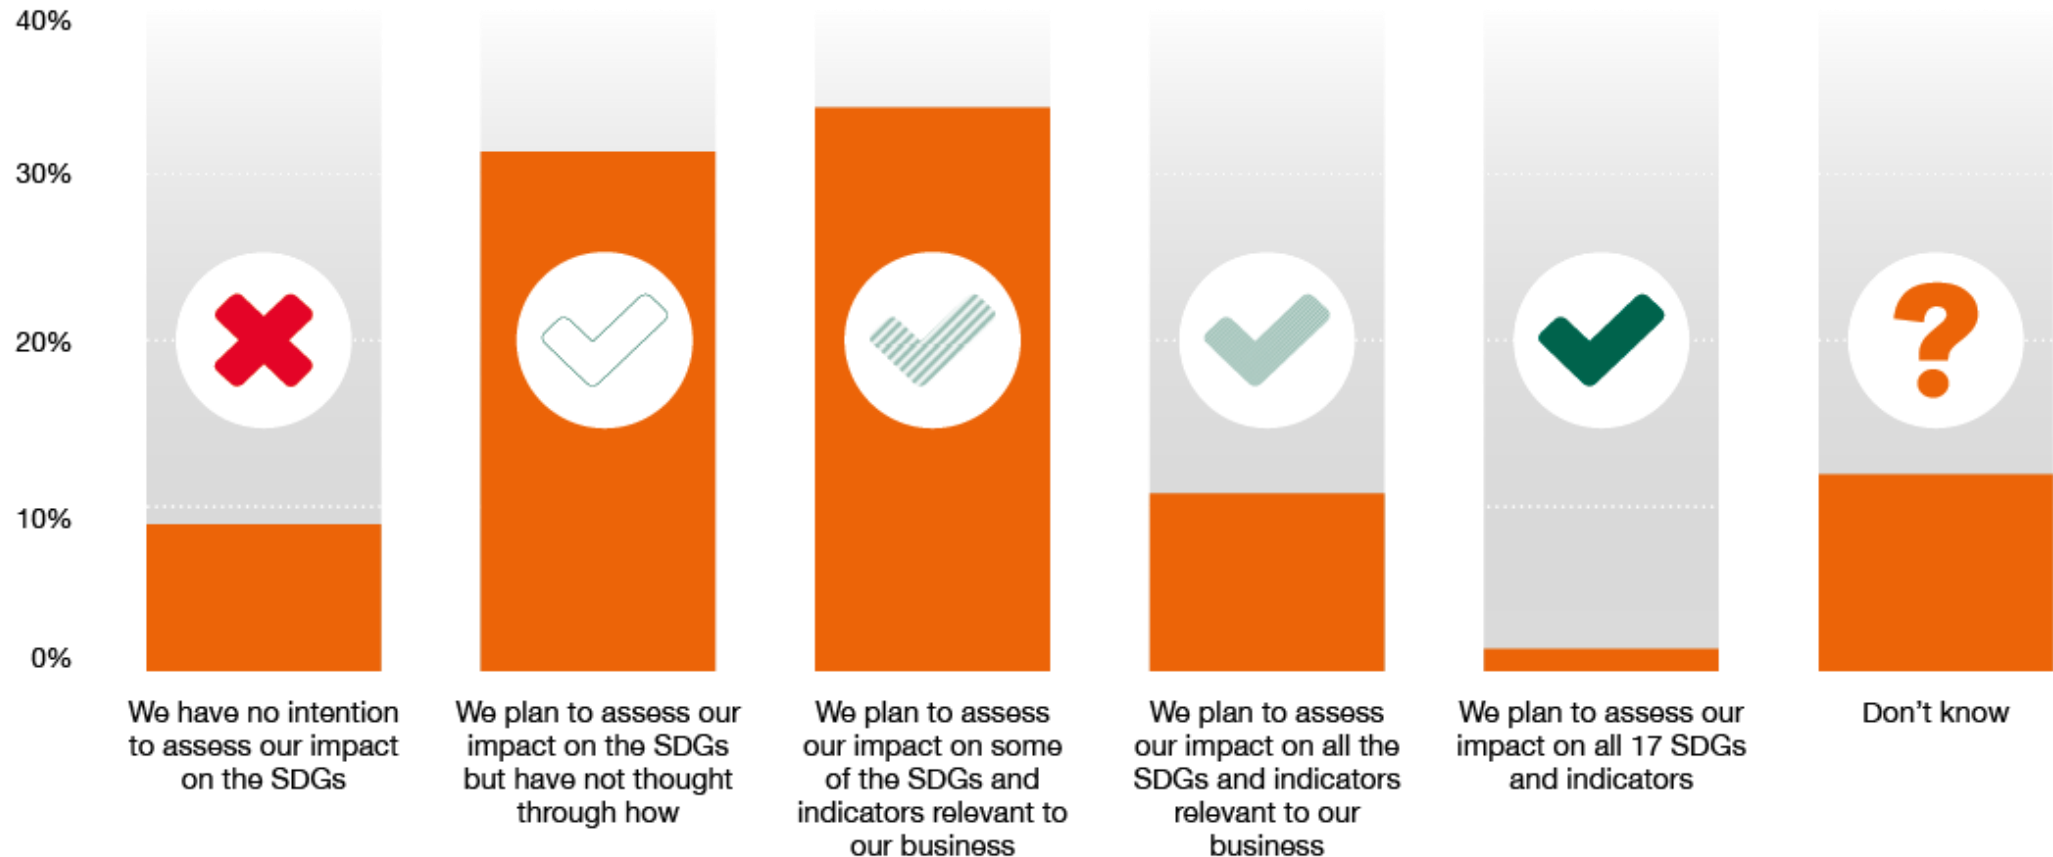 40%
30%
20%
10%
0%
We have no intention
to assess our impact
on the SDGs
We plan to assess our
impact on the SDGs
but have not thought
through how
We plan to assess
our impact on some
of the SDGs and
indicators relevant to
our business
We plan to assess
our impact on all the
SDGs and indicators
relevant to our
business
We plan to assess our
impact on all 17 SDGs
and indicators
Don't know
?